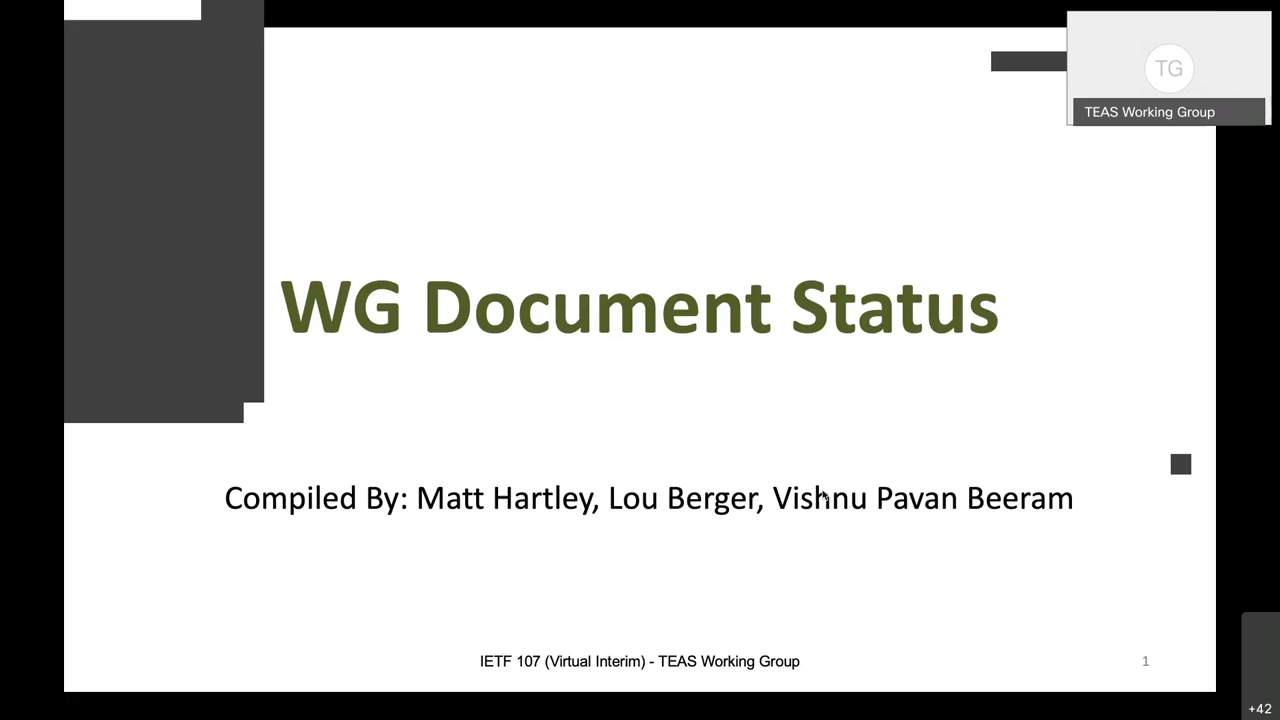 TG
TEAS Working Group
WG Document Status
Compiled By: Matt Hartley, Lou Berger, Vishnu Pavan Beeram
IETF 107 (Virtual Interim) - TEAS Working Group
1
+42